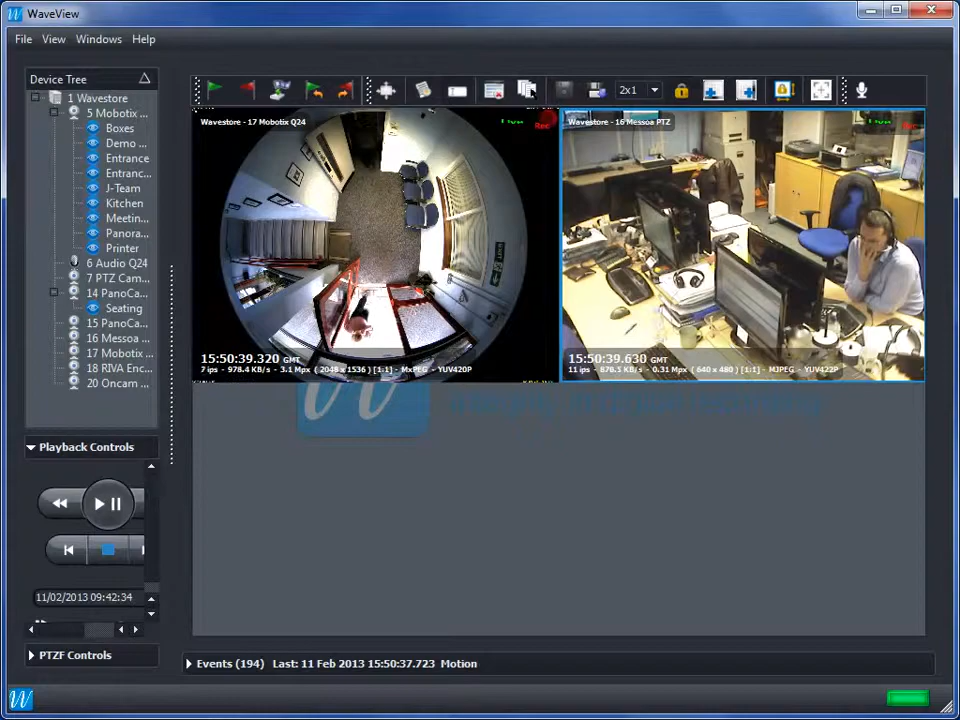 WaveView
File View Windows Help
Device Tree
1 Wavestore
5 Mobotix ...
Boxes
Demo ...
Entrance
Entranc...
J-Team
Kitchen
Meetin...
Panora...
Printer
6 Audio Q24
7 PTZ Cam...
14 PanoCa...
Seating
15 PanoCa...
16 Messoa ...
17 Mobotix ...
18 RIVA Enc...
20 Oncam ...
Playback Controls
11/02/2013 09:42:34
PTZF Controls
2x1
Wavestore - 17 Mobotix Q24
Live
Rec
15:50:39.320 GMT
7 ips - 978.4 KB/s - 3.1 Mpx ( 2048 x 1536 ) [1:1] - MxPEG - YUV420P
Wavestore - 16 Messoa PTZ
Live
Rec
15:50:39.630 GMT
11 ips - 878.5 KB/s - 0.31 Mpx ( 640 x 480 ) [1:1] - MJPEG - YUV422P
Events (194) Last: 11 Feb 2013 15:50:37.723 Motion